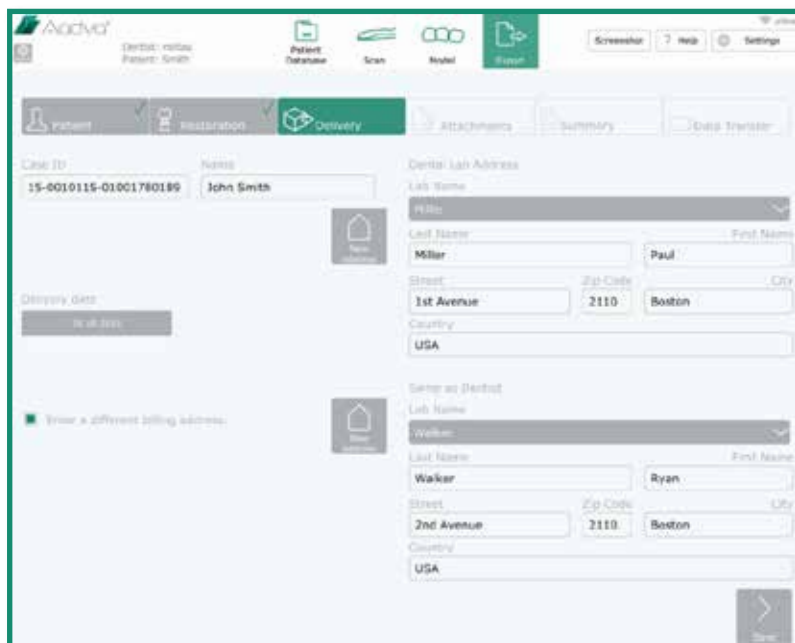 Aadva
Dentist: Miller
Patient: Smith
Patient Database
Scan
Model
Export
Screenshot
? Help
Settings
Patient
Restoration
Delivery
Attachments
Summary
Data Transfer
Case ID Name
15-0010115-01001780189 John Smith
New
Delivery date
Enter a different billing address.
New
Dental Lab Address
Lab Name
Miller
Last Name First Name
Miller Paul
Street Zip Code City
1st Avenue 2110 Boston
Country
USA
Same as Dentist
Lab Name
Walker
Last Name First Name
Walker Ryan
Street Zip Code City
2nd Avenue 2110 Boston
Country
USA